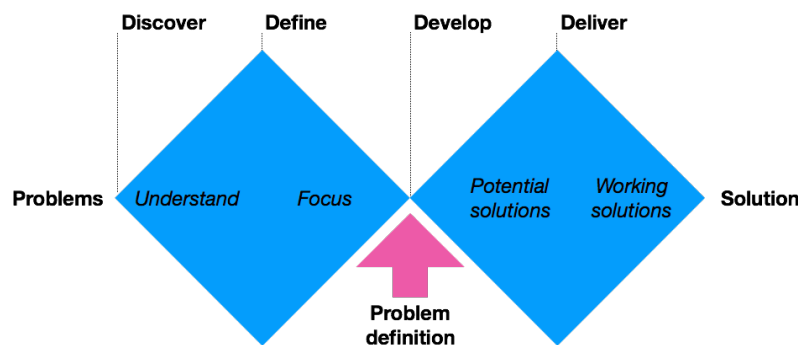 Discover Define Develop Deliver
Problems Understand Focus Potential solutions Working solutions Solution
Problem
definition